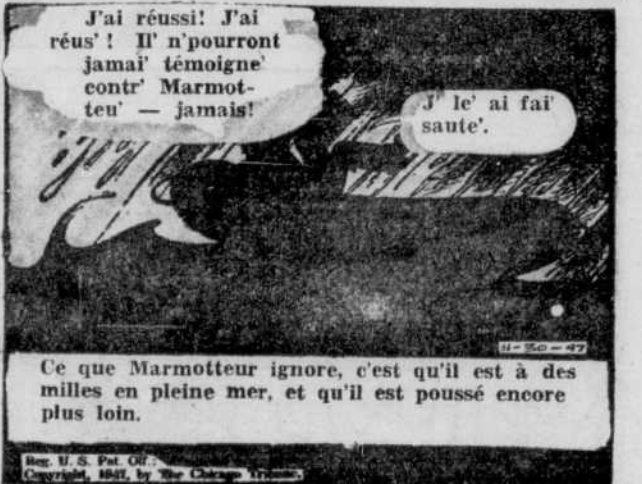 J'ai réussi! J'ai
réus'! Il' n'pourront
jamai' témoigne'
contr' Marmot-
teu' — jamais!
J' le' ai fai'
saute'.
11-30-47
Ce que Marmotteur ignore, c'est qu'il est à des
milles en pleine mer, et qu'il est poussé encore
plus loin.
Reg. U. S. Pat. Off.:
Copyright, 1947, by The Chicago Tribune.